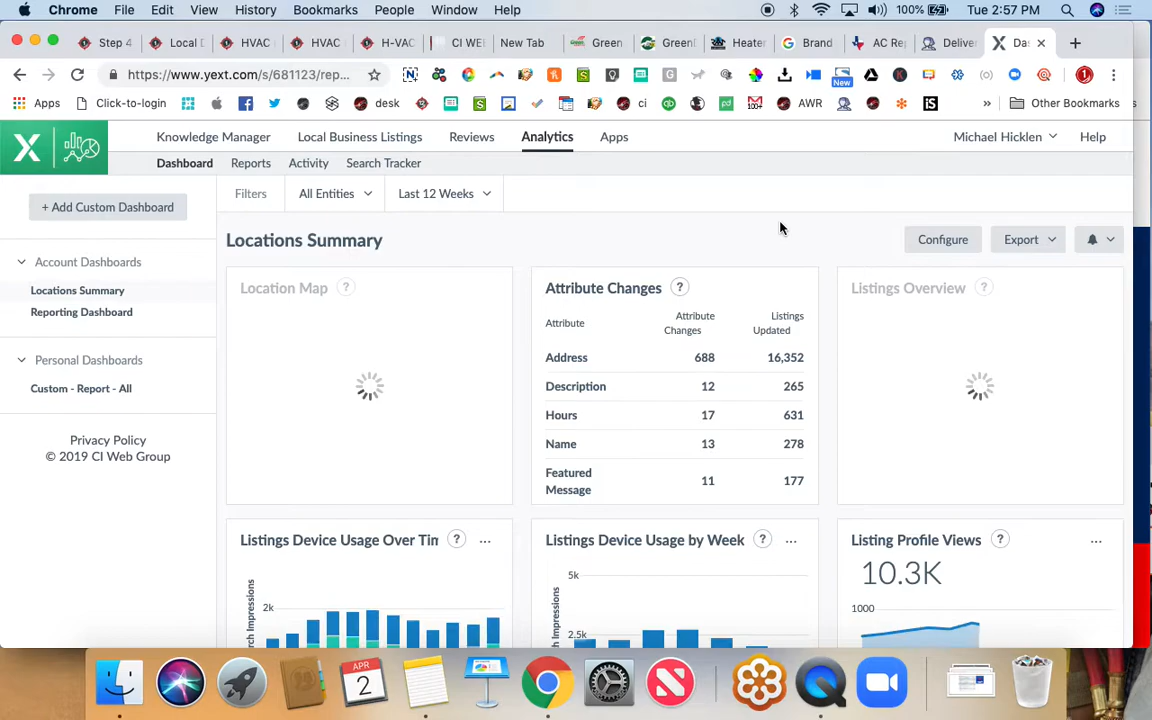 Chrome File Edit View History Bookmarks People Window Help 100% Tue 2:57 PM
Step 4 Local HVAC HVAC H-VAC CI WEE New Tab Green Green Heater Brand AC Re Deliver Das
https://www.yext.com/s/681123/rep... New
Apps Click-to-login desk ci 100+ AWR iS » Other Bookmarks
Knowledge Manager Local Business Listings Reviews Analytics Apps Michael Hicklen Help
Dashboard Reports Activity Search Tracker
Filters All Entities Last 12 Weeks
+ Add Custom Dashboard
Account Dashboards
Locations Summary
Reporting Dashboard
Personal Dashboards
Custom - Report - All
Privacy Policy
© 2019 CI Web Group
Locations Summary Configure Export
Location Map ?
Attribute Changes ?
Attribute Attribute Changes Listings Updated
Address 688 16,352
Description 12 265
Hours 17 631
Name 13 278
Featured Message 11 177
Listings Overview ?
Listings Device Usage Over Tim ? ...
2k
Listings Device Usage by Week ? ...
5k
2.5k
Listing Profile Views ? ...
10.3K
1000
APR
2